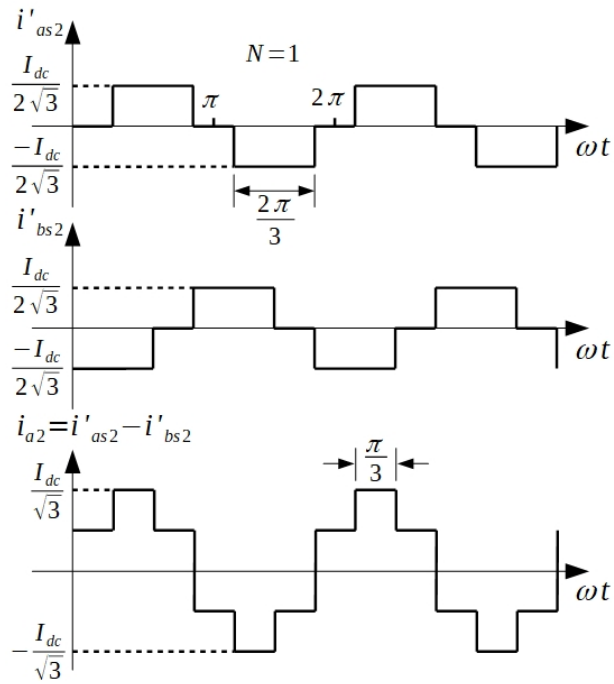 i'as2
N=1
Idc
2√3
π
2π
−Idc
2√3
ωt
2π
3
i'bs2
Idc
2√3
−Idc
2√3
ωt
ia2=i'as2−i'bs2
π
3
Idc
√3
ωt
−Idc
√3